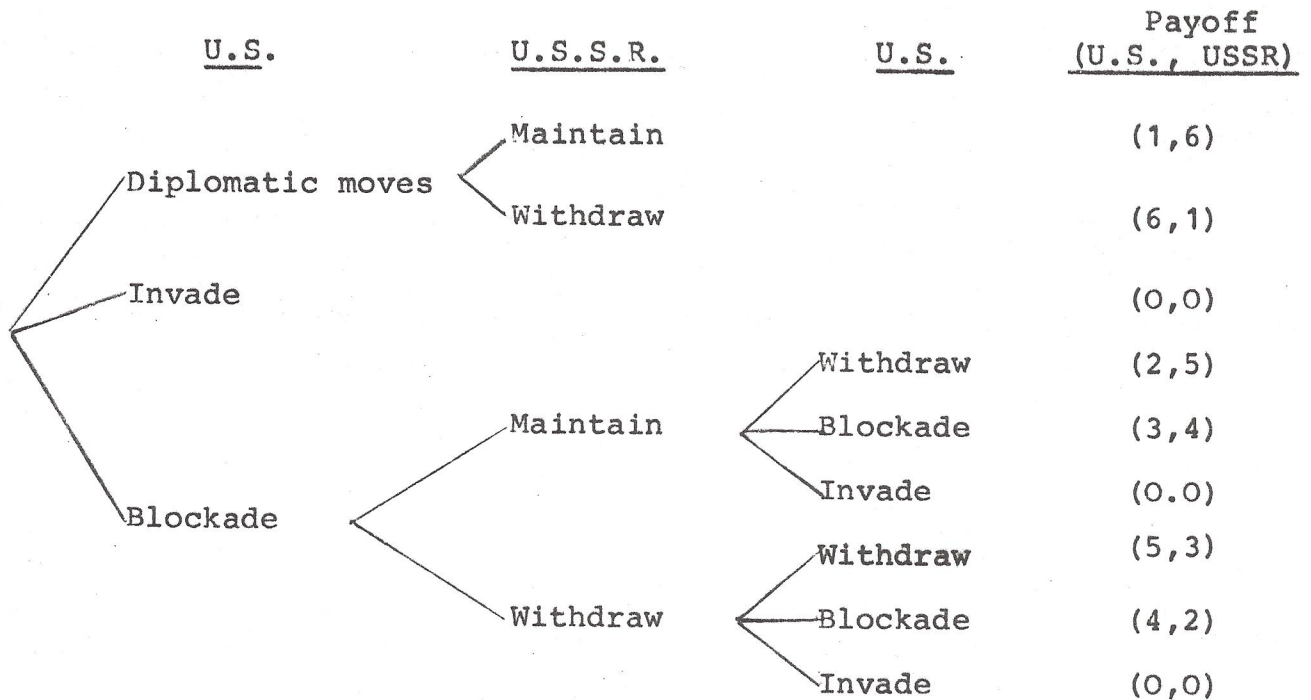 Payoff
U.S. U.S.S.R. U.S. (U.S., USSR)
Maintain (1,6)
Diplomatic moves
Withdraw (6,1)
Invade (0,0)
Withdraw (2,5)
Maintain Blockade (3,4)
Invade (0.0)
Blockade
Withdraw (5,3)
Withdraw Blockade (4,2)
Invade (0,0)